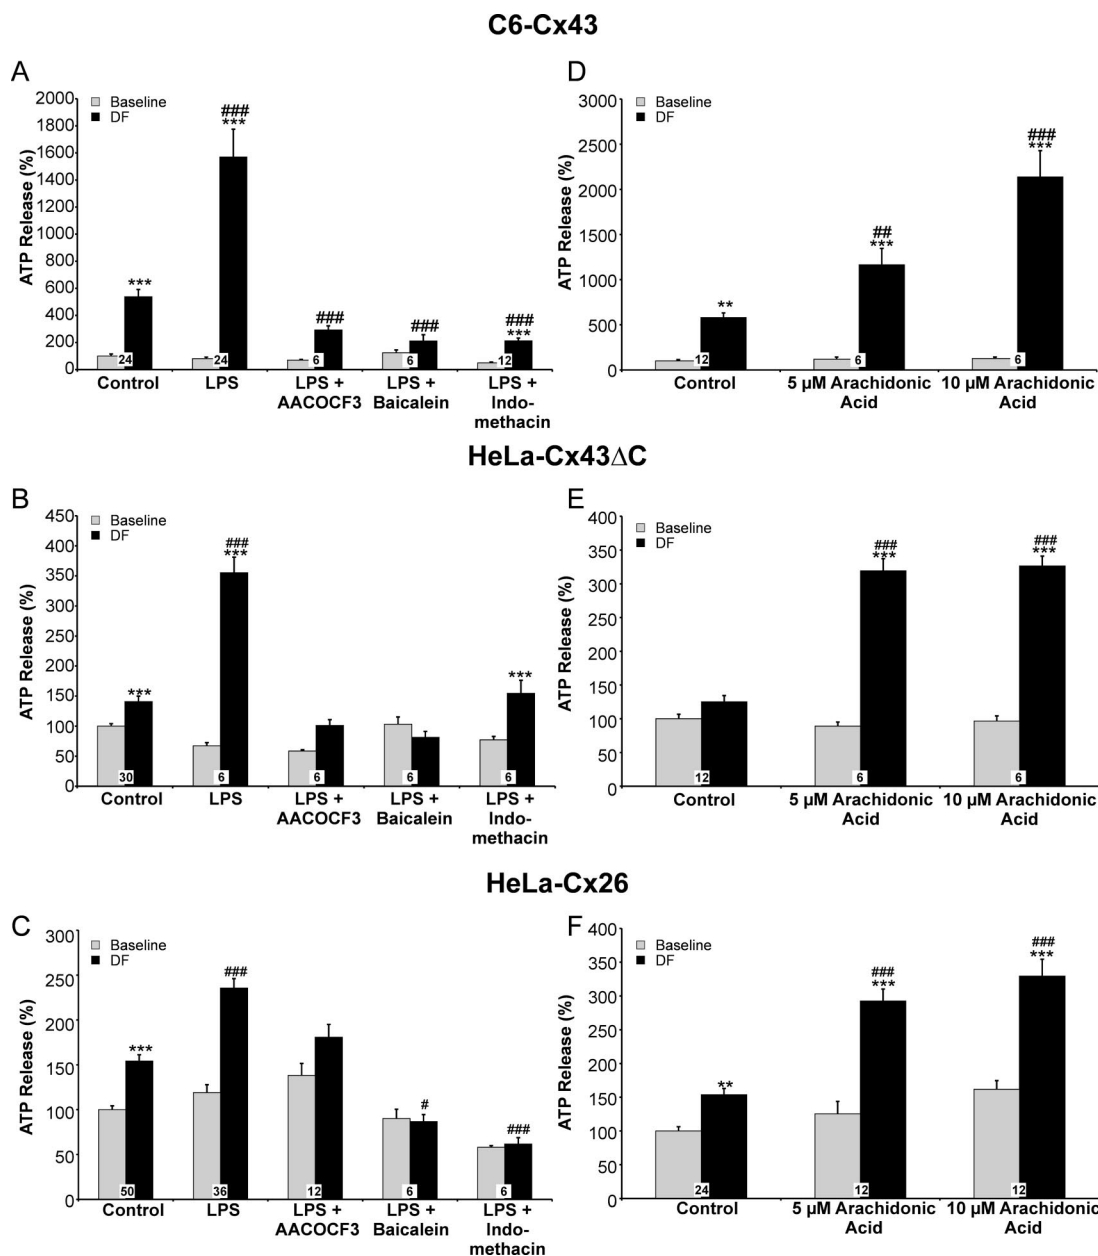 C6-Cx43
A
Baseline
DF
ATP Release (%)
2000
1800
1600
1400
1200
1000
800
600
400
200
0
***
###
***
###
###
###
***
24
24
6
6
12
Control
LPS
LPS +
AACOCF3
LPS +
Baicalein
LPS +
Indo-
methacin
D
Baseline
DF
ATP Release (%)
3000
2500
2000
1500
1000
500
0
**
##
***
###
***
12
6
6
Control
5 µM Arachidonic
Acid
10 µM Arachidonic
Acid
HeLa-Cx43ΔC
B
Baseline
DF
ATP Release (%)
450
400
350
300
250
200
150
100
50
0
***
###
***
***
30
6
6
6
6
Control
LPS
LPS +
AACOCF3
LPS +
Baicalein
LPS +
Indo-
methacin
E
Baseline
DF
ATP Release (%)
400
350
300
250
200
150
100
50
0
###
***
###
***
12
6
6
Control
5 µM Arachidonic
Acid
10 µM Arachidonic
Acid
HeLa-Cx26
C
Baseline
DF
ATP Release (%)
300
250
200
150
100
50
0
***
###
#
###
50
36
12
6
6
Control
LPS
LPS +
AACOCF3
LPS +
Baicalein
LPS +
Indo-
methacin
F
Baseline
DF
ATP Release (%)
400
350
300
250
200
150
100
50
0
**
###
***
###
***
24
12
12
Control
5 µM Arachidonic
Acid
10 µM Arachidonic
Acid